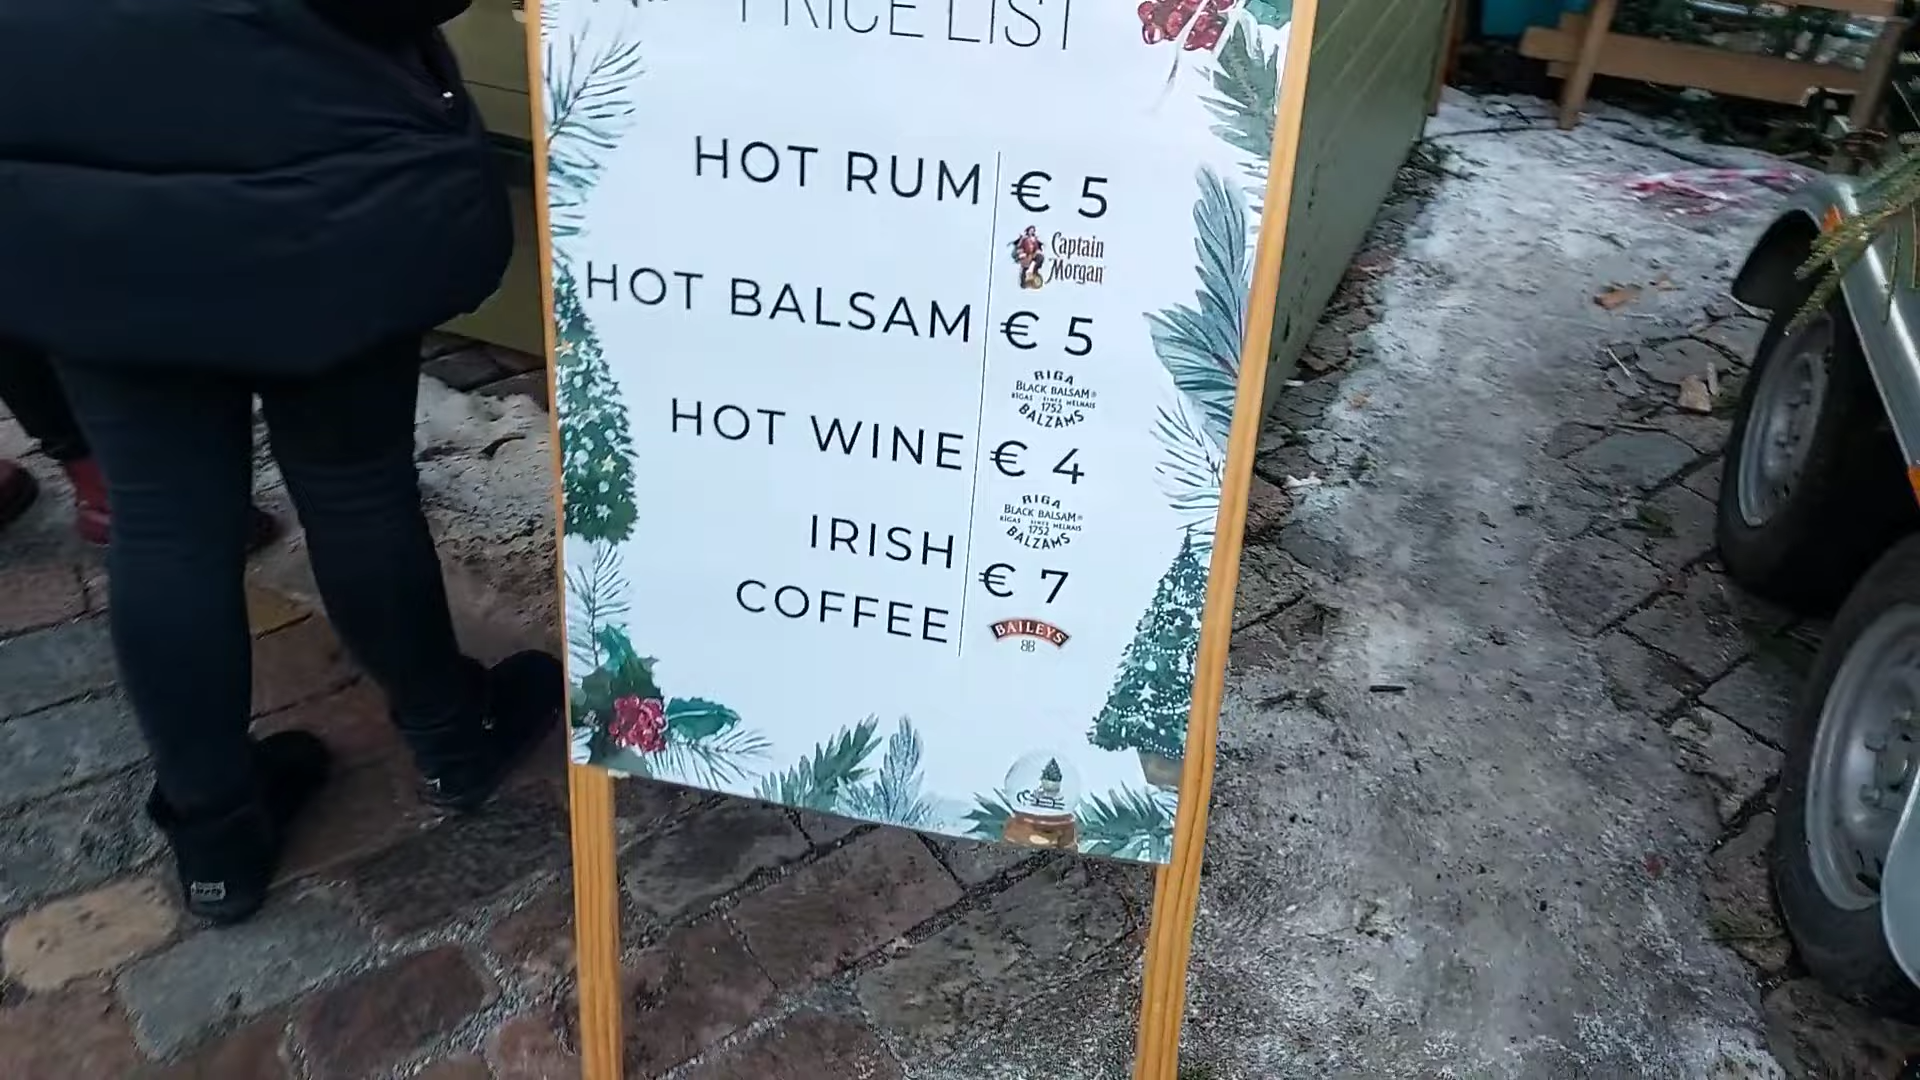 PRICE LIST
HOT RUM € 5
Captain
Morgan
HOT BALSAM € 5
RIGA
BLACK BALSAM®
RIGAS SINCE MELNAIS
1752
BALZAMS
HOT WINE € 4
RIGA
BLACK BALSAM®
RIGAS SINCE MELNAIS
1752
BALZAMS
IRISH
COFFEE € 7
BAILEYS